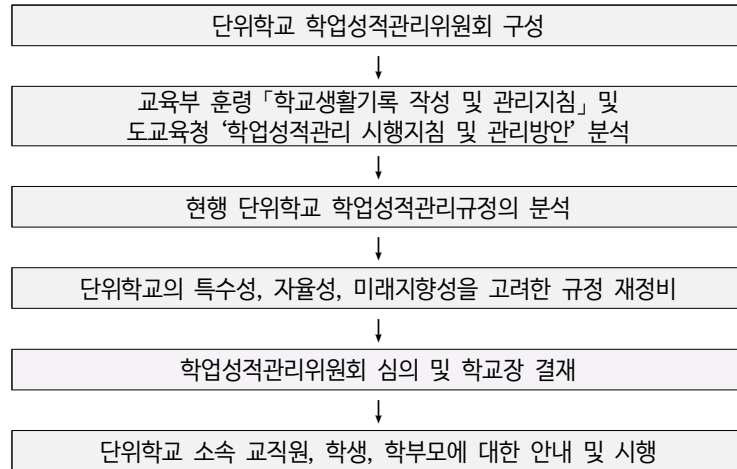 단위학교 학업성적관리위원회 구성
↓
교육부 훈령 「학교생활기록 작성 및 관리지침」 및
도교육청 ‘학업성적관리 시행지침 및 관리방안’ 분석
↓
현행 단위학교 학업성적관리규정의 분석
↓
단위학교의 특수성, 자율성, 미래지향성을 고려한 규정 재정비
↓
학업성적관리위원회 심의 및 학교장 결재
↓
단위학교 소속 교직원, 학생, 학부모에 대한 안내 및 시행